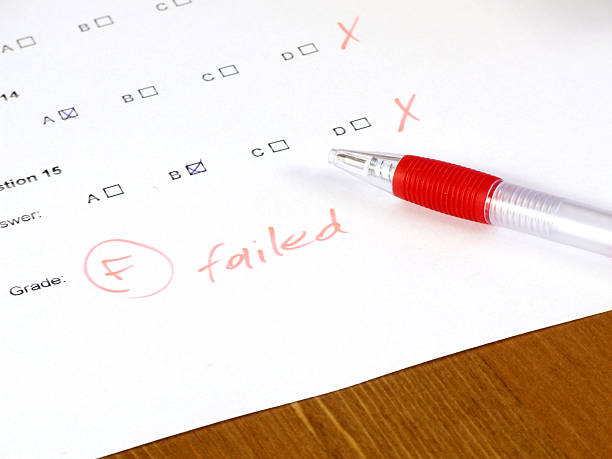 A ☐ B ☐
14
A ☒ B ☐ C ☐ D ☐ X
stion 15
swer: A ☐ B ☒ C ☐ D ☐ X
Grade: F failed